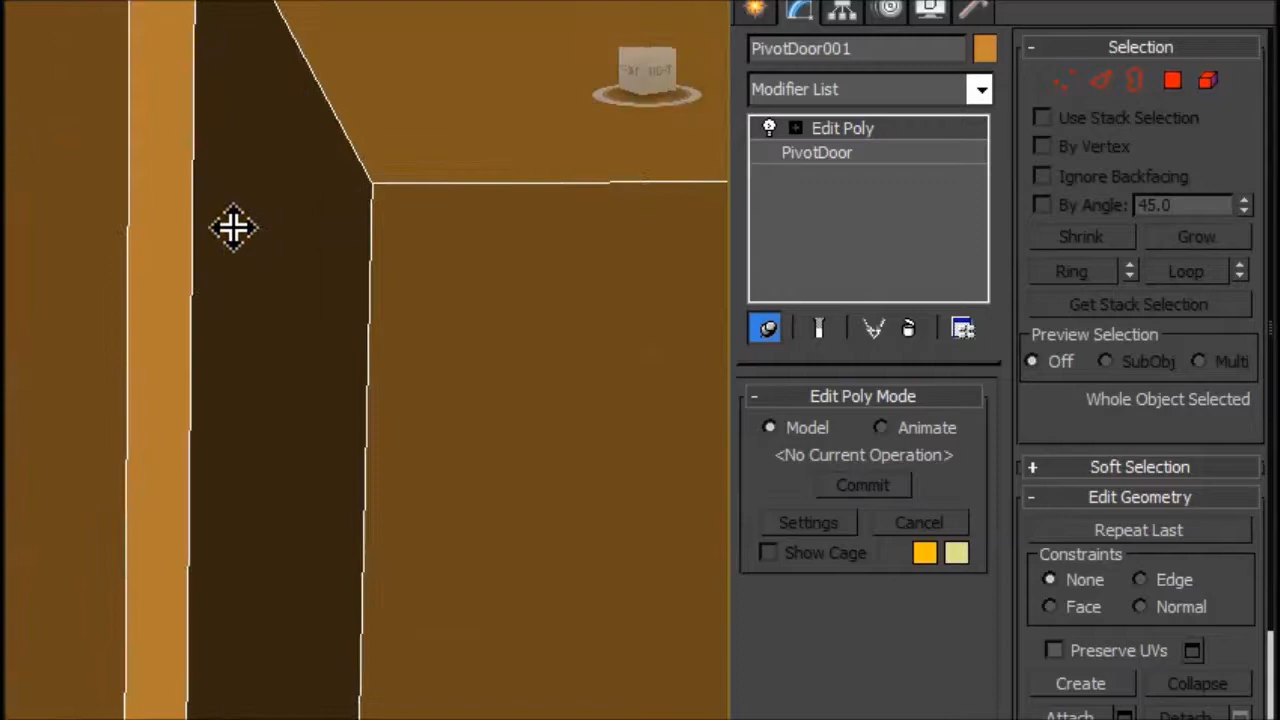 PivotDoor001
Modifier List
Edit Poly
PivotDoor
- Edit Poly Mode
Model
Animate
<No Current Operation>
Commit
Settings
Cancel
Show Cage
- Selection
Use Stack Selection
By Vertex
Ignore Backfacing
By Angle: 45.0
Shrink
Grow
Ring
Loop
Get Stack Selection
Preview Selection
Off
SubObj
Multi
Whole Object Selected
+ Soft Selection
- Edit Geometry
Repeat Last
Constraints
None
Edge
Face
Normal
Preserve UVs
Create
Collapse
Attach
Detach